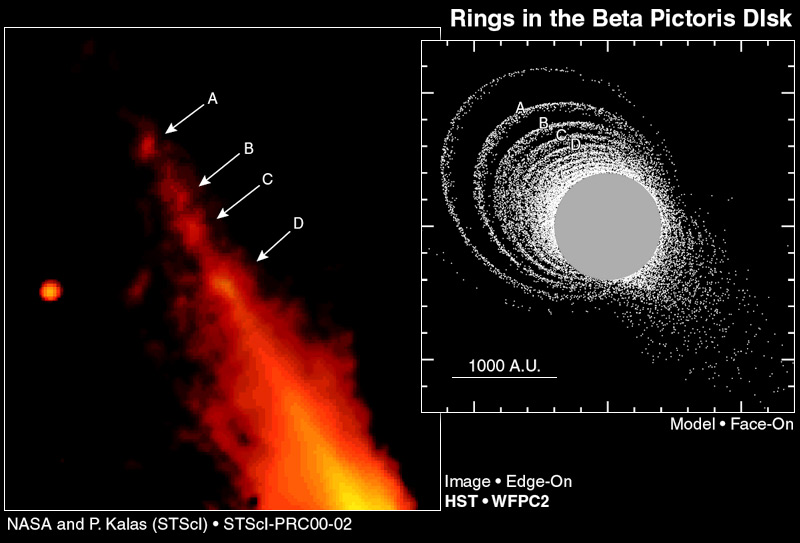 Rings in the Beta Pictoris DIsk
A
B
C
D
A
B
C
D
1000 A.U.
Model • Face-On
Image • Edge-On
HST • WFPC2
NASA and P. Kalas (STScI) • STScI-PRC00-02